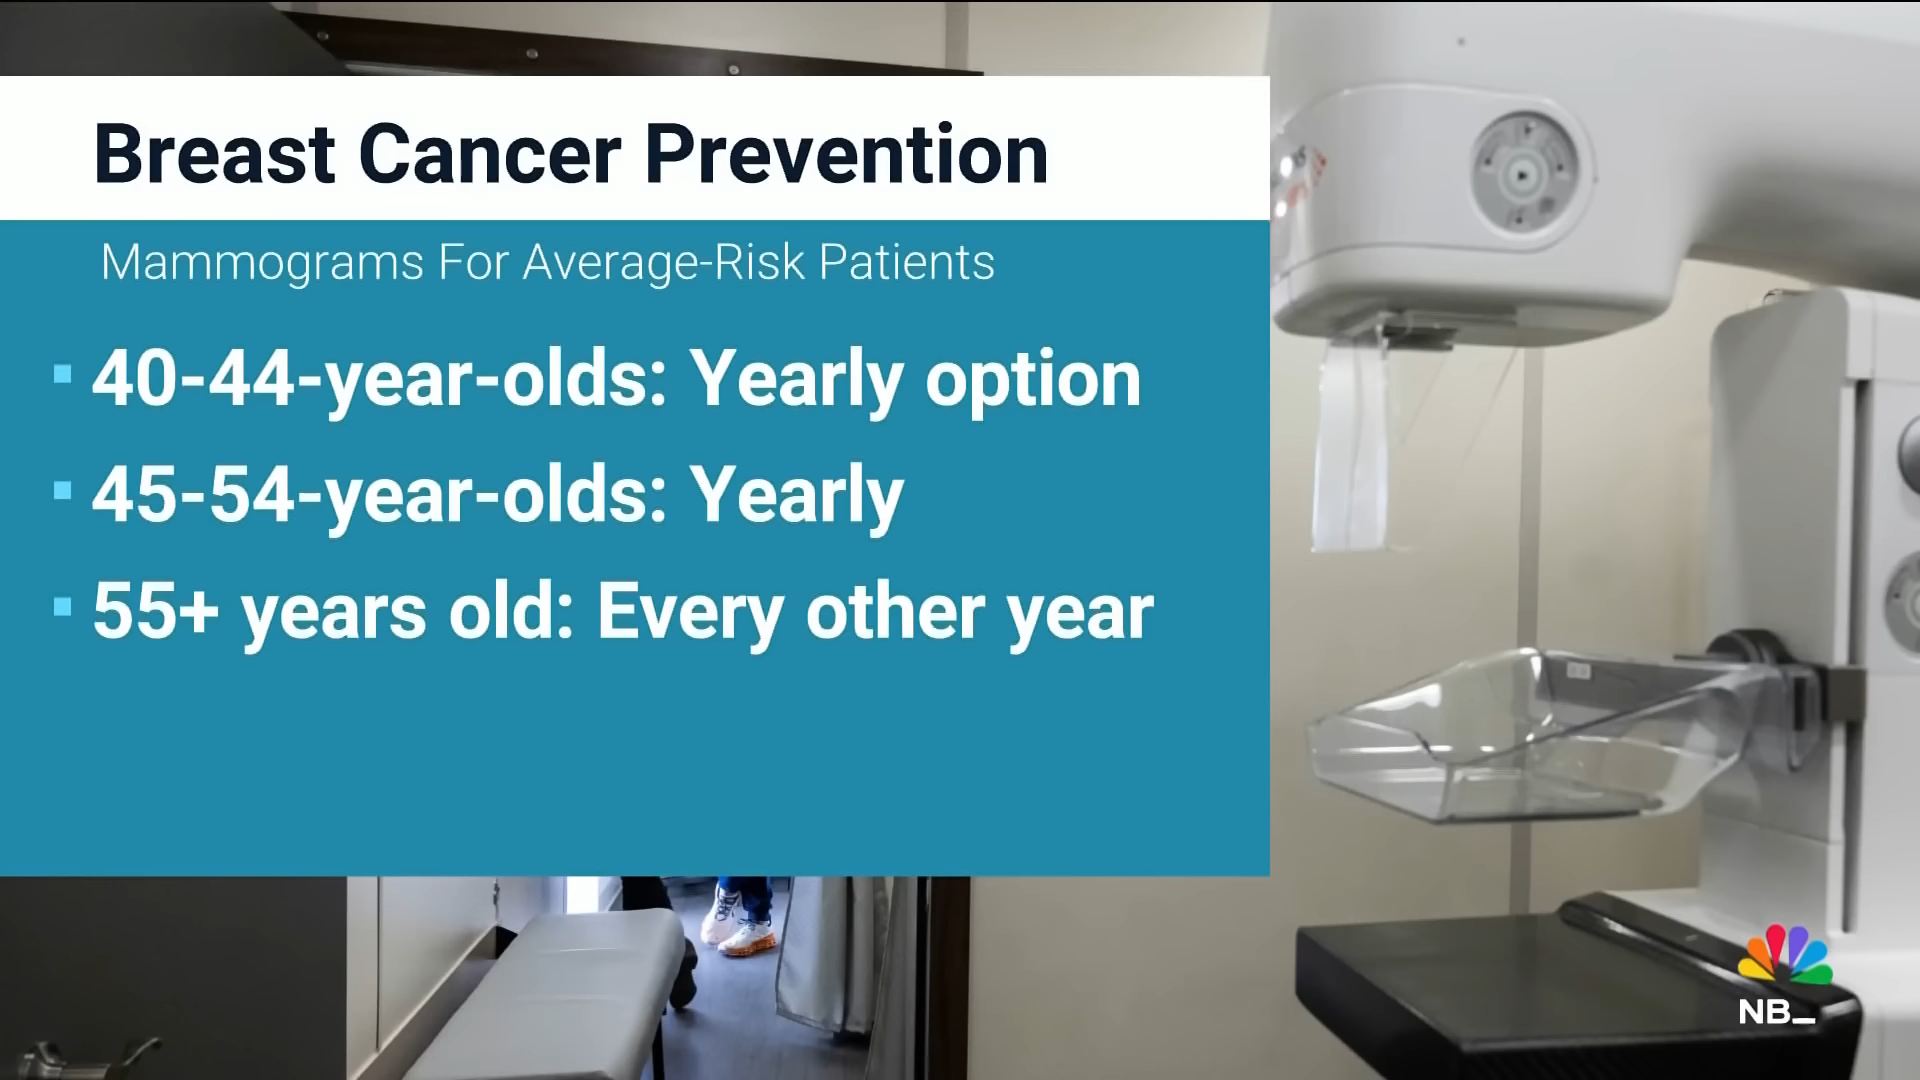 Breast Cancer Prevention
Mammograms For Average-Risk Patients
40-44-year-olds: Yearly option
45-54-year-olds: Yearly
55+ years old: Every other year
NB_